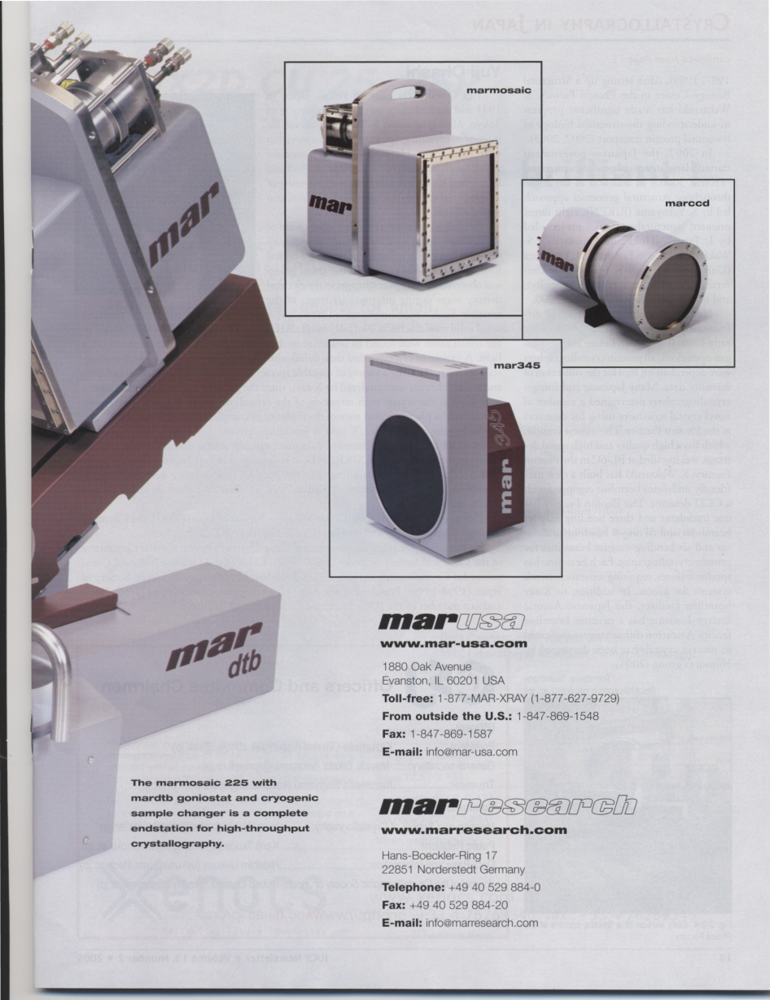 marmosaic
mar
mar
marccd
mar
mar345
345
mar
mar
dtb
marusa
www.mar-usa.com
1880 Oak Avenue
Evanston, IL 60201 USA
Toll-free: 1-877-MAR-XRAY (1-877-627-9729)
From outside the U.S.: 1-847-869-1548
Fax: 1-847-869-1587
E-mail: info@mar-usa.com
The marmosaic 225 with
mardtb goniostat and cryogenic
sample changer is a complete
endstation for high-throughput
crystallography.
marresearch
www.marresearch.com
Hans-Boeckler-Ring 17
22851 Norderstedt Germany
Telephone: +49 40 529 884-0
Fax: +49 40 529 884-20
E-mail: info@marresearch.com